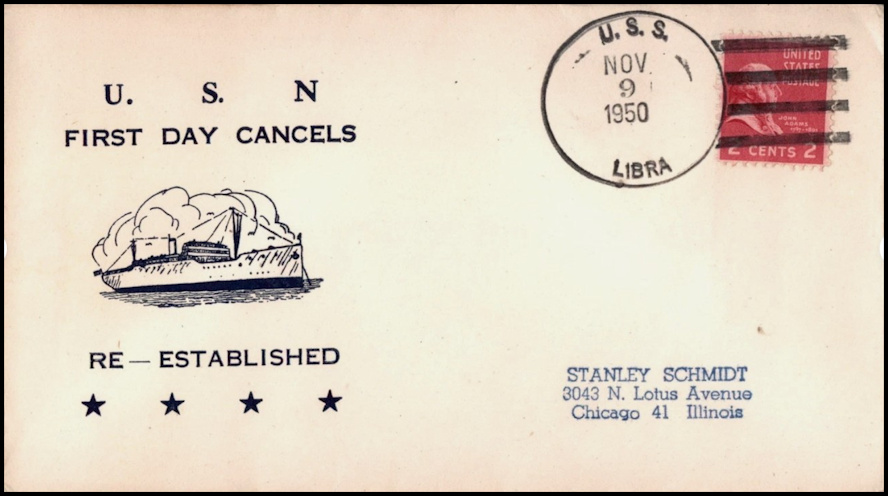 U. S. N
FIRST DAY CANCELS
RE — ESTABLISHED
U. S. S.
NOV
9
1950
LIBRA
UNITED
STATES
POSTAGE
JOHN
ADAMS
2 CENTS 2
STANLEY SCHMIDT
3043 N. Lotus Avenue
Chicago 41 Illinois